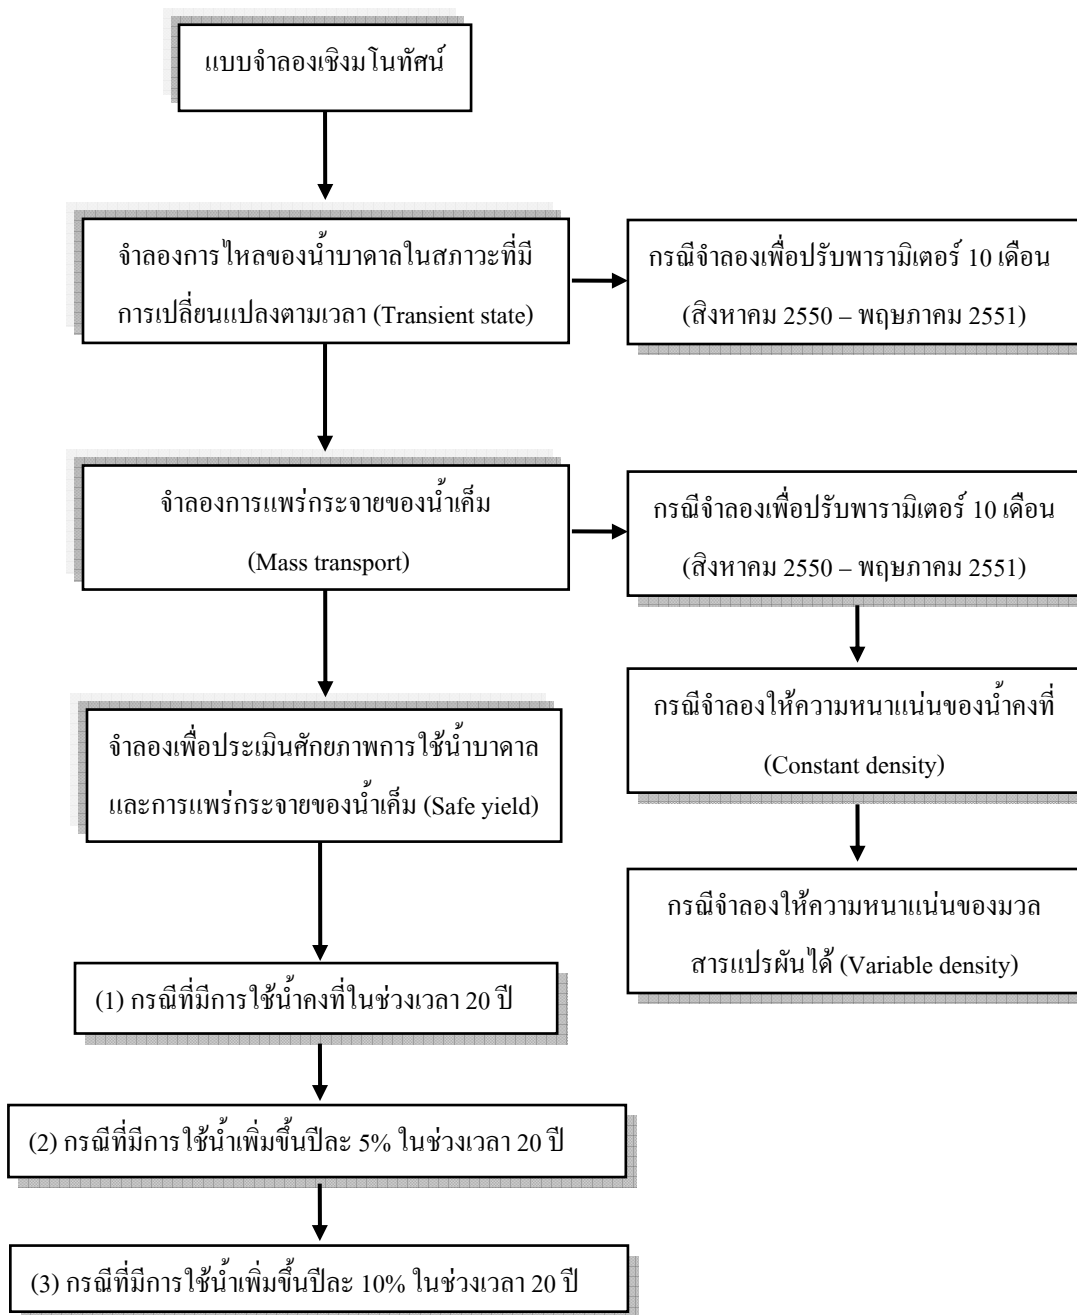 แบบจำลองเชิงมโนทัศน์
จำลองการไหลของน้ำบาดาลในสภาวะที่มี
การเปลี่ยนแปลงตามเวลา (Transient state)
กรณีจำลองเพื่อปรับพารามิเตอร์ 10 เดือน
(สิงหาคม 2550 – พฤษภาคม 2551)
จำลองการแพร่กระจายของน้ำเค็ม
(Mass transport)
กรณีจำลองเพื่อปรับพารามิเตอร์ 10 เดือน
(สิงหาคม 2550 – พฤษภาคม 2551)
กรณีจำลองให้ความหนาแน่นของน้ำคงที่
(Constant density)
กรณีจำลองให้ความหนาแน่นของมวล
สารแปรผันได้ (Variable density)
จำลองเพื่อประเมินศักยภาพการใช้น้ำบาดาล
และการแพร่กระจายของน้ำเค็ม (Safe yield)
(1) กรณีที่มีการใช้น้ำคงที่ในช่วงเวลา 20 ปี
(2) กรณีที่มีการใช้น้ำเพิ่มขึ้นปีละ 5% ในช่วงเวลา 20 ปี
(3) กรณีที่มีการใช้น้ำเพิ่มขึ้นปีละ 10% ในช่วงเวลา 20 ปี